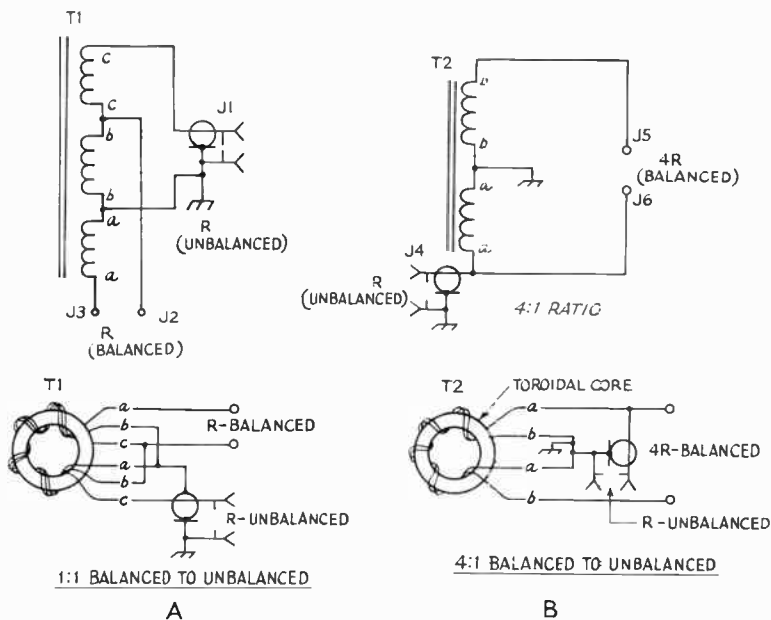 T1
c
c
b
b
a
a
J1
R
(UNBALANCED)
J3
J2
R
(BALANCED)
T2
b
b
a
a
J5
4R
(BALANCED)
J6
J4
R
(UNBALANCED)
4:1 RATIO
T1
a
b
c
a
b
c
R-BALANCED
R-UNBALANCED
1:1 BALANCED TO UNBALANCED
A
T2
TOROIDAL CORE
a
b
a
b
4R-BALANCED
R-UNBALANCED
4:1 BALANCED TO UNBALANCED
B